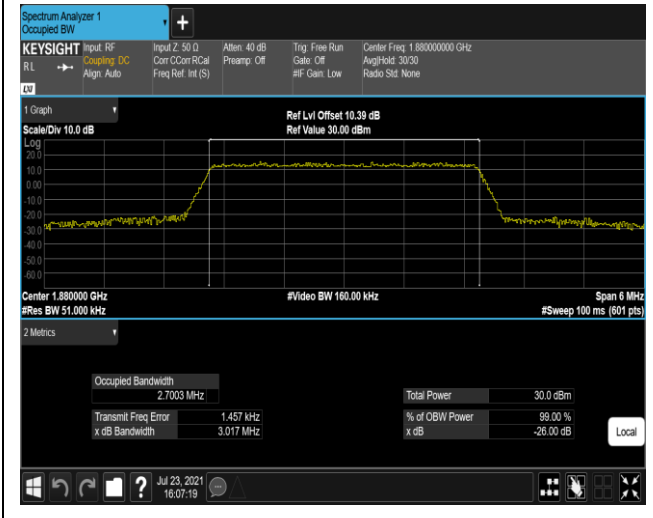 Spectrum Analyzer 1
Occupied BW
KEYSIGHT Input: RF Input Z: 50 Ω Atten: 40 dB Trig: Free Run Center Freq: 1.880000000 GHz
RL Coupling: DC Corr CCorr RCal Preamp: Off Gate: Off Avg|Hold: 30/30
Align: Auto Freq Ref: Int (S) #IF Gain: Low Radio Std: None
LXI
1 Graph
Ref Lvl Offset 10.39 dB
Scale/Div 10.0 dB Ref Value 30.00 dBm
Log
20.0
10.0
0.00
-10.0
-20.0
-30.0
-40.0
-50.0
-60.0
Center 1.880000 GHz #Video BW 160.00 kHz Span 6 MHz
#Res BW 51.000 kHz #Sweep 100 ms (601 pts)
2 Metrics
Occupied Bandwidth
2.7003 MHz Total Power 30.0 dBm
Transmit Freq Error 1.457 kHz % of OBW Power 99.00 %
x dB Bandwidth 3.017 MHz x dB -26.00 dB
Local
Jul 23, 2021
16:07:19